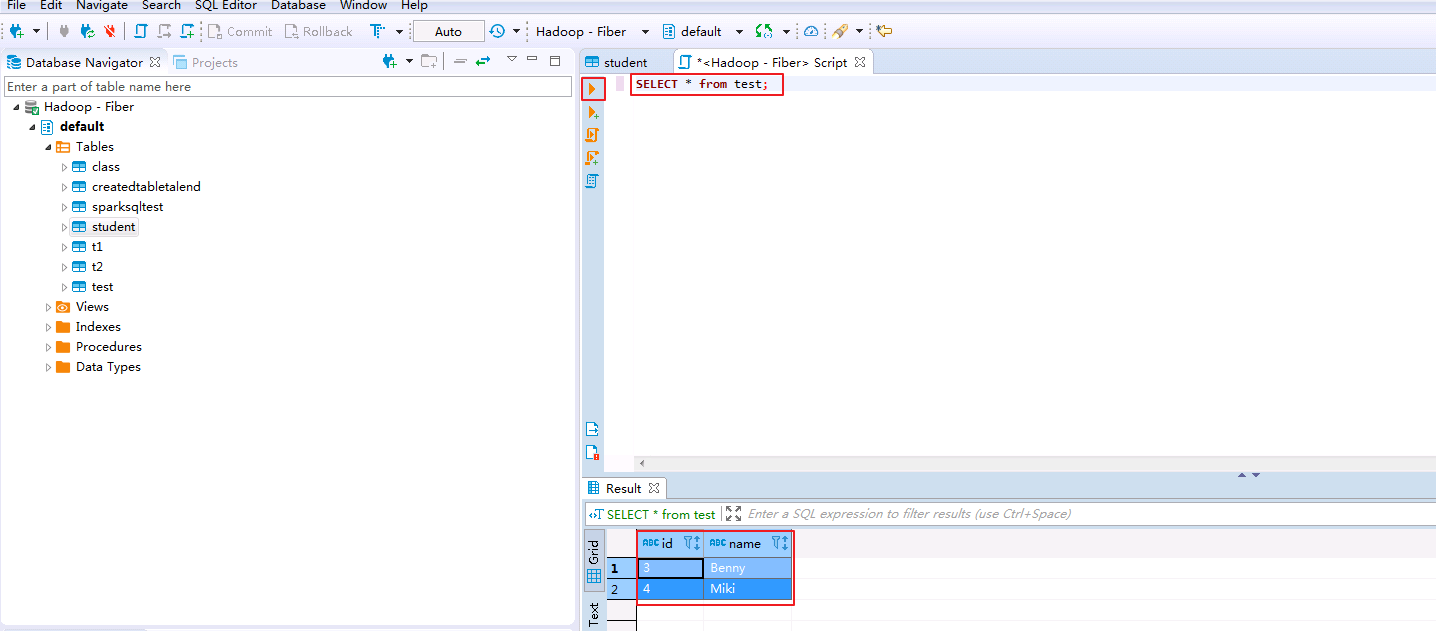 File Edit Navigate Search SQL Editor Database Window Help
Commit Rollback Auto Hadoop - Fiber default
Database Navigator Projects
Enter a part of table name here
Hadoop - Fiber
default
Tables
class
createdtabletalend
sparksqltest
student
t1
t2
test
Views
Indexes
Procedures
Data Types
student *<Hadoop - Fiber> Script
SELECT * from test;
Result
SELECT * from test Enter a SQL expression to filter results (use Ctrl+Space)
Grid
Text
ABC id ABC name
1 3 Benny
2 4 Miki